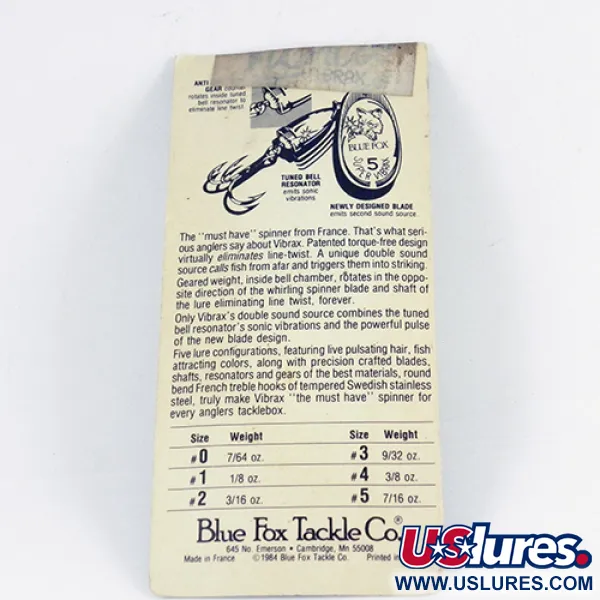 VIBRAX 5
ANTI
GEAR counter
rotates inside tuned
bell resonator to
eliminate line twist.
BLUE FOX
5
SUPER VIBRAX
TUNED BELL
RESONATOR
emits sonic
vibrations
NEWLY DESIGNED BLADE
emits second sound source.
The "must have" spinner from France. That's what seri-
ous anglers say about Vibrax. Patented torque-free design
virtually eliminates line-twist. A unique double sound
source calls fish from afar and triggers them into striking.
Geared weight, inside bell chamber, rotates in the oppo-
site direction of the whirling spinner blade and shaft of
the lure eliminating line twist, forever.
Only Vibrax's double sound source combines the tuned
bell resonator's sonic vibrations and the powerful pulse
of the new blade design.
Five lure configurations, featuring live pulsating hair, fish
attracting colors, along with precision crafted blades,
shafts, resonators and gears of the best materials, round
bend French treble hooks of tempered Swedish stainless
steel, truly make Vibrax "the must have" spinner for
every anglers tacklebox.
Size Weight Size Weight
#0 7/64 oz. #3 9/32 oz.
#1 1/8 oz. #4 3/8 oz.
#2 3/16 oz. #5 7/16 oz.
Blue Fox Tackle Co.®
645 No. Emerson • Cambridge, Mn 55008
Made in France ©1984 Blue Fox Tackle Co. Printed in
USlures.
WWW.USLURES.COM